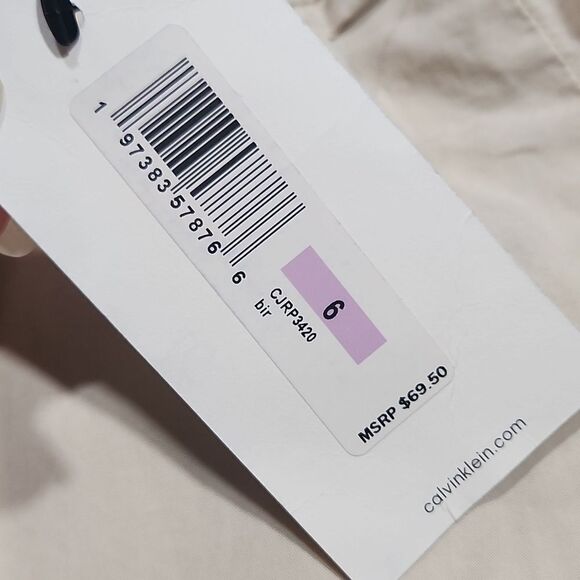 1 97383 57876 6
6
CJRP3420
bir
MSRP $69.50
calvinklein.com